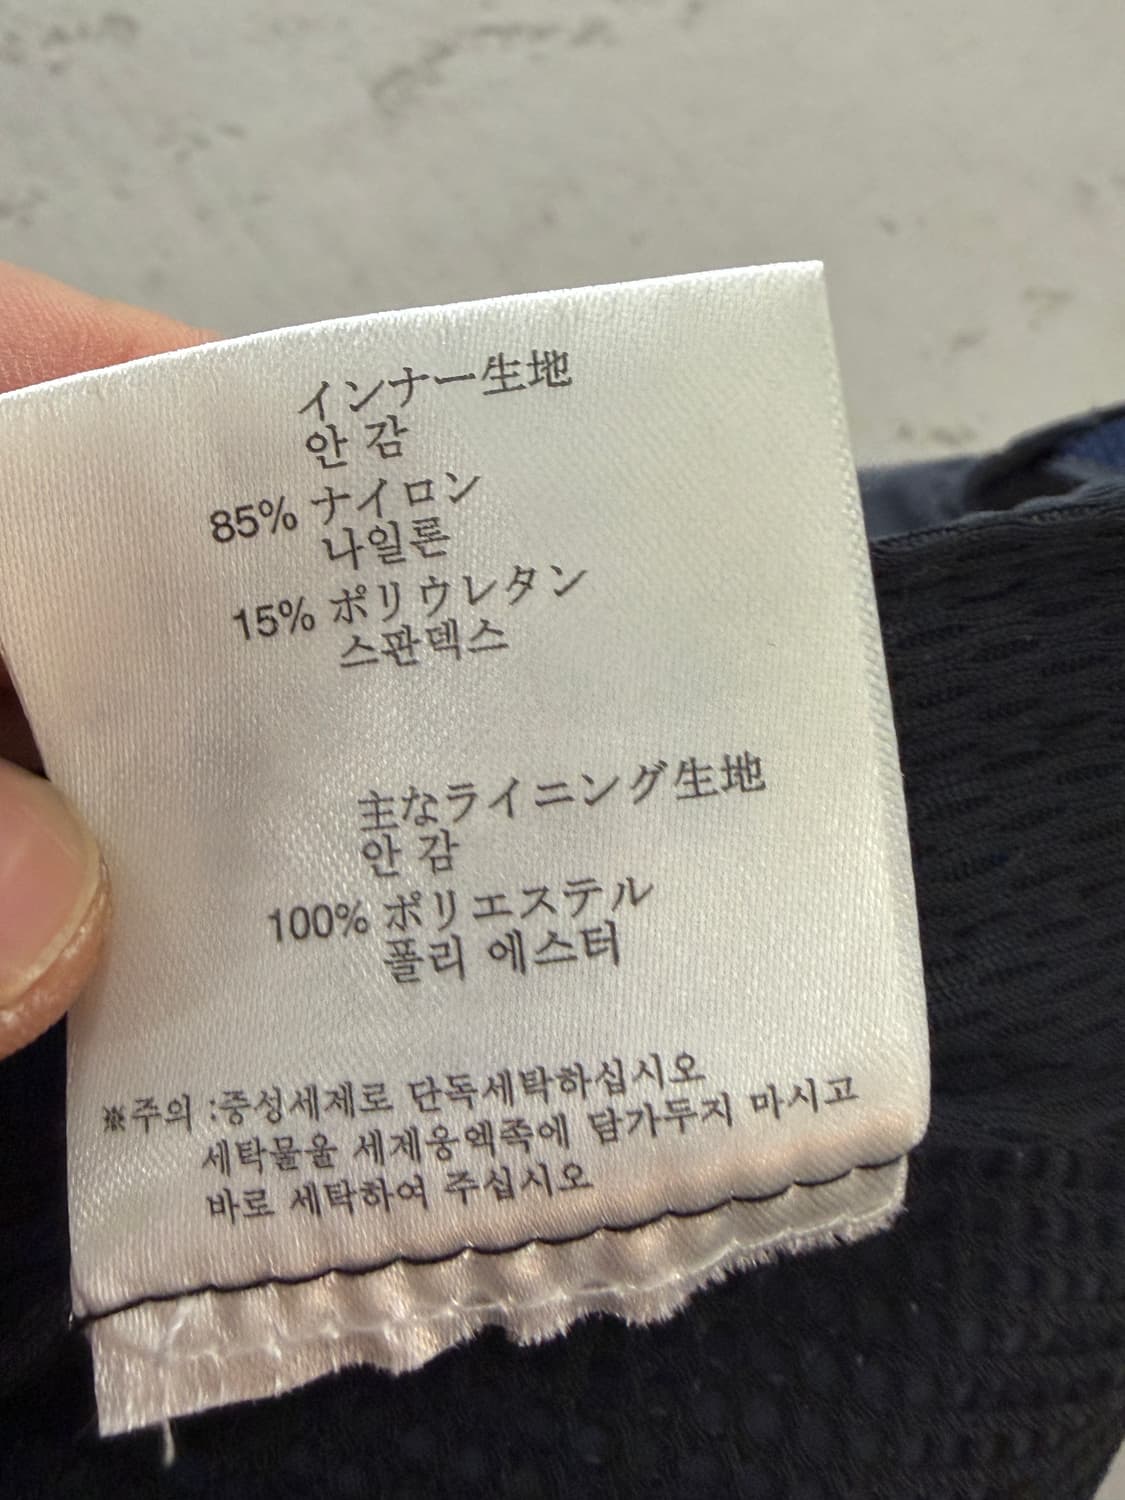 インナー生地
안 감
85% ナイロン
나일론
15% ポリウレタン
스판덱스
主なライニング生地
안 감
100% ポリエステル
폴리 에스터
※주의 :중성세제로 단독세탁하십시오
세탁물울 세제웅엑쪽에 담가두지 마시고
바로 세탁하여 주십시오